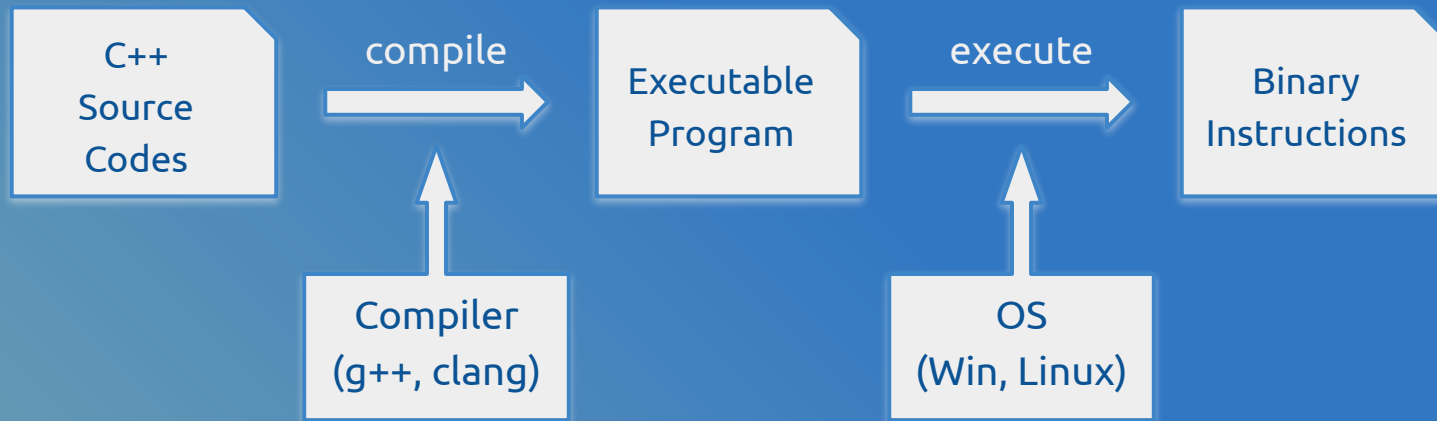 C++
Source
Codes
compile
Executable
Program
execute
Binary
Instructions
Compiler
(g++, clang)
OS
(Win, Linux)